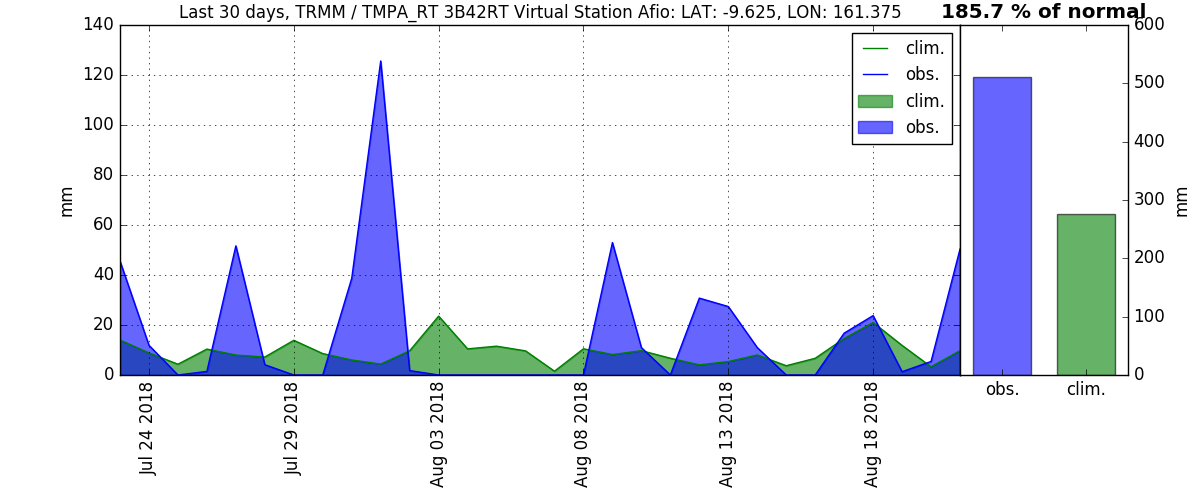 Last 30 days, TRMM / TMPA_RT 3B42RT Virtual Station Afio: LAT: -9.625, LON: 161.375
185.7 % of normal
140
120
100
80
60
40
20
0
mm
clim.
obs.
clim.
obs.
Jul 24 2018
Jul 29 2018
Aug 03 2018
Aug 08 2018
Aug 13 2018
Aug 18 2018
600
500
400
300
200
100
0
mm
obs.
clim.